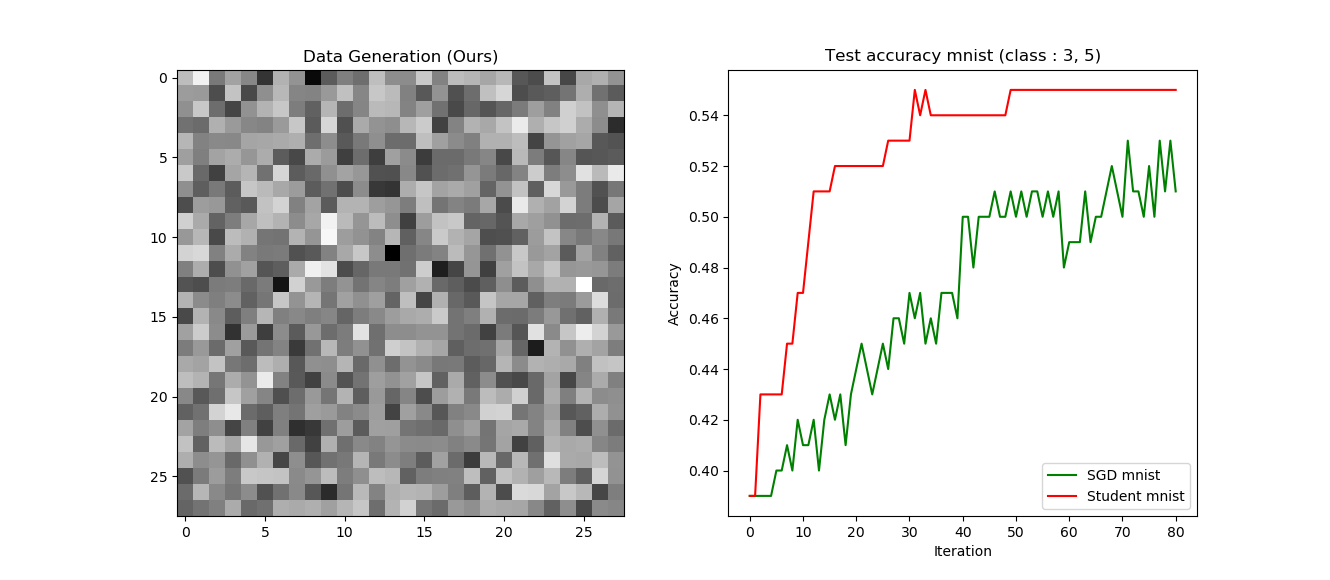 Data Generation (Ours)
0
5
10
15
20
25
0 5 10 15 20 25
Test accuracy mnist (class : 3, 5)
Accuracy
0.54
0.52
0.50
0.48
0.46
0.44
0.42
0.40
SGD mnist
Student mnist
0 10 20 30 40 50 60 70 80
Iteration